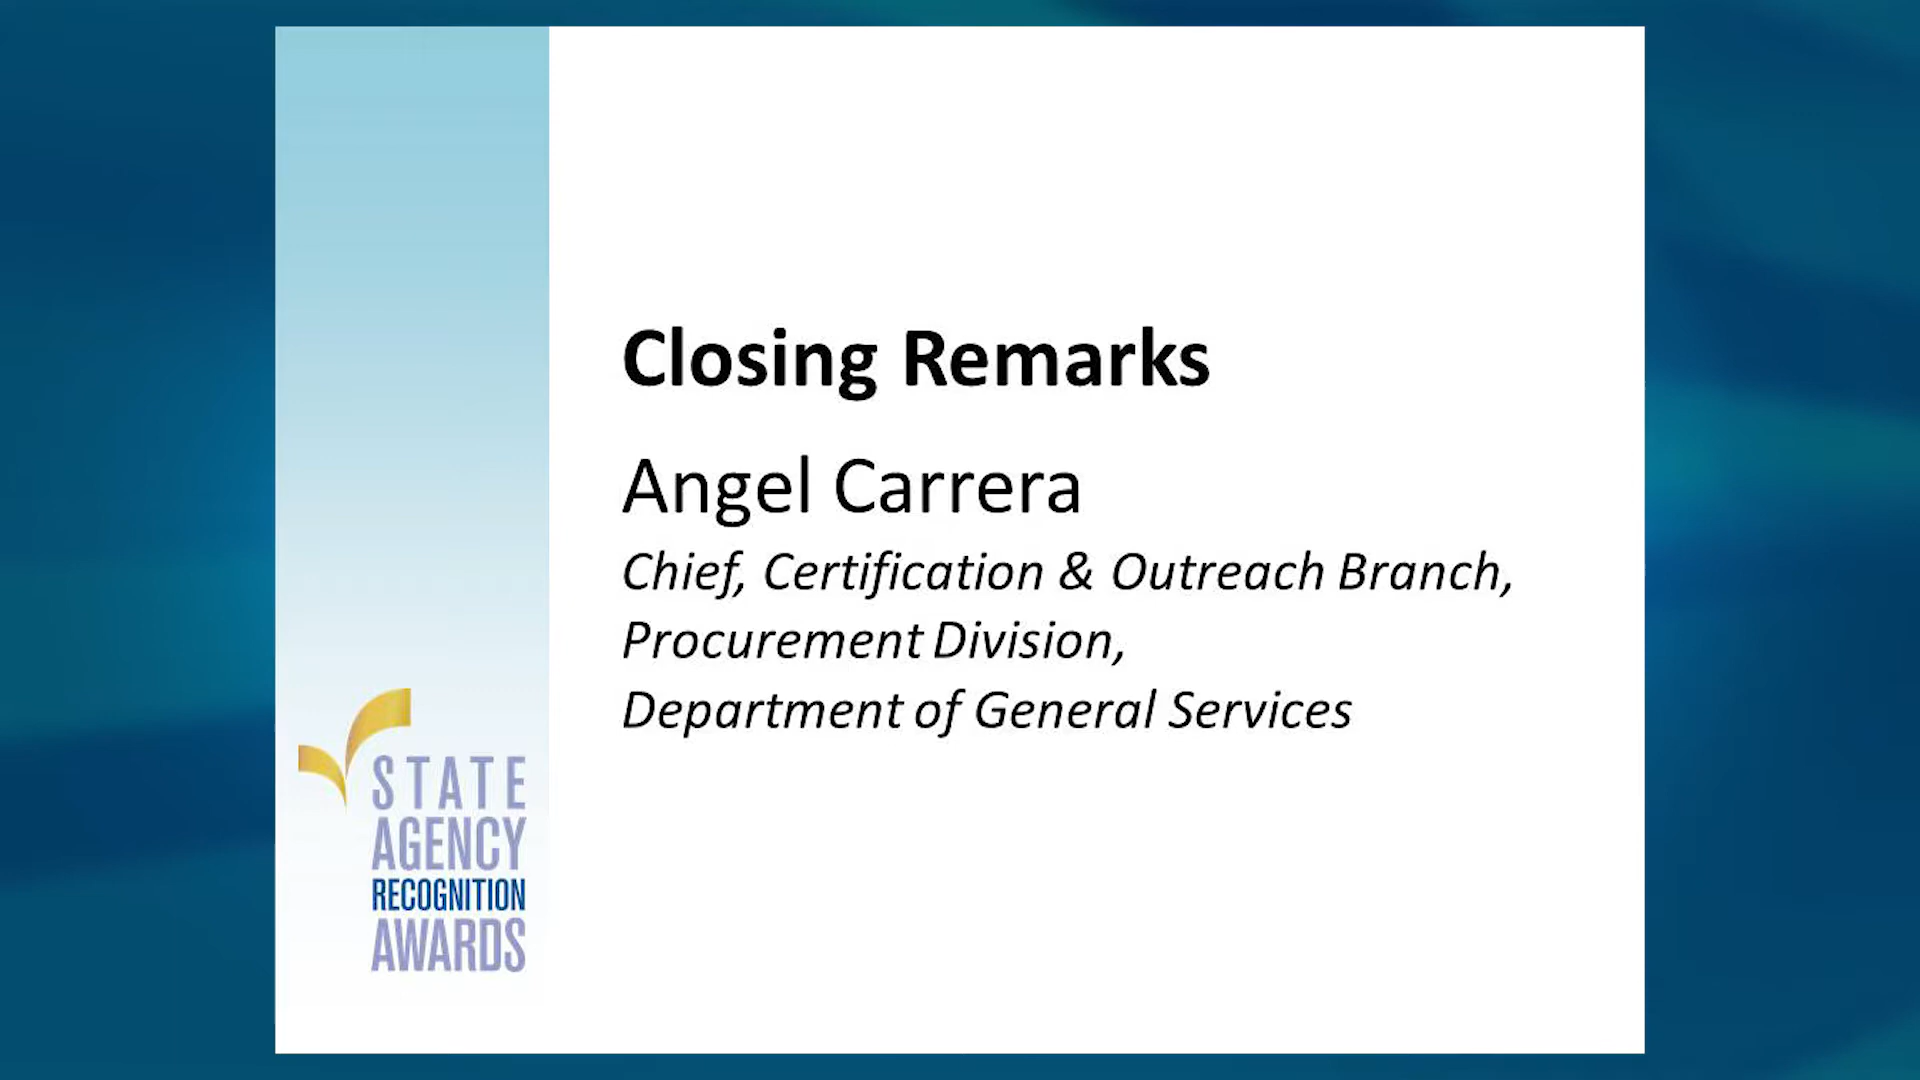 Closing Remarks
Angel Carrera
Chief, Certification & Outreach Branch,
Procurement Division,
Department of General Services
STATE
AGENCY
RECOGNITION
AWARDS